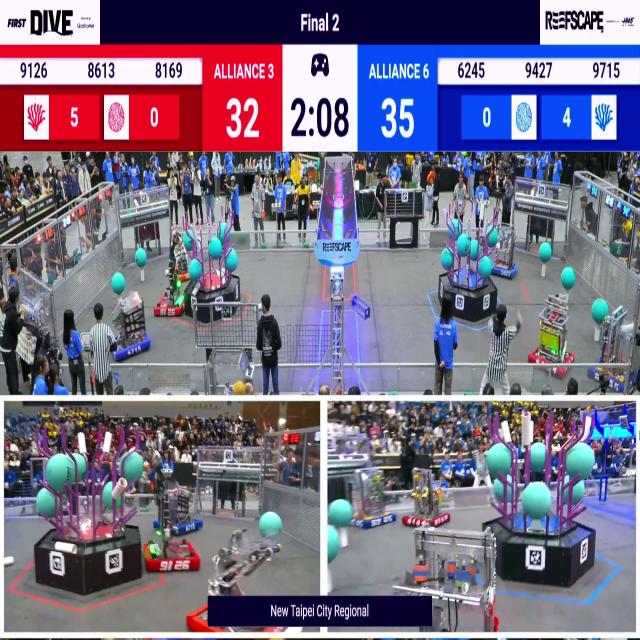 FIRST DIVE
Final 2
REEFSCAPE
9126 8613 8169
ALLIANCE 3
ALLIANCE 6
6245 9427 9715
5 0
32
2:08
35
0 4
REEFSCAPE
9126
New Taipei City Regional